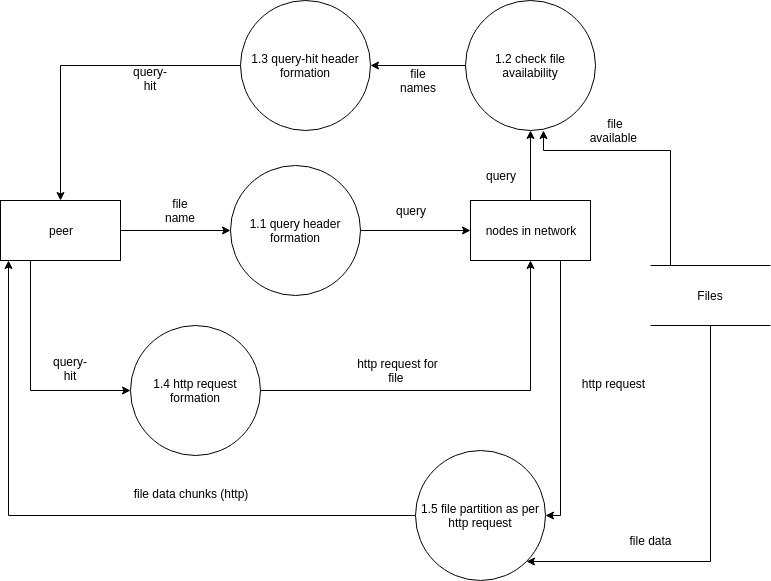 1.3 query-hit header
formation
1.2 check file
availability
query-
hit
file
names
file
available
query
file
name
query
peer
1.1 query header
formation
nodes in network
Files
query-
hit
1.4 http request
formation
http request for
file
http request
file data chunks (http)
1.5 file partition as per
http request
file data